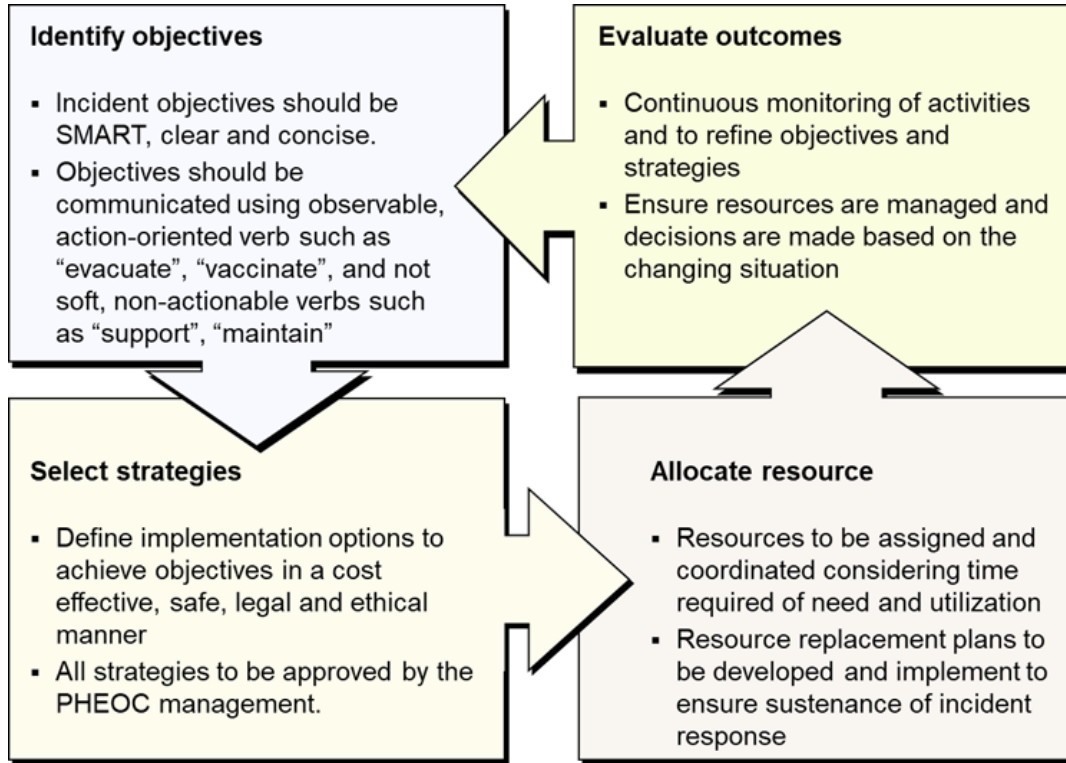 Identify objectives
▪ Incident objectives should be
SMART, clear and concise.
▪ Objectives should be
communicated using observable,
action-oriented verb such as
“evacuate”, “vaccinate”, and not
soft, non-actionable verbs such
as “support”, “maintain”
Select strategies
▪ Define implementation options to
achieve objectives in a cost
effective, safe, legal and ethical
manner
▪ All strategies to be approved by the
PHEOC management.
Allocate resource
▪ Resources to be assigned and
coordinated considering time
required of need and utilization
▪ Resource replacement plans to
be developed and implement to
ensure sustenance of incident
response
Evaluate outcomes
▪ Continuous monitoring of activities
and to refine objectives and
strategies
▪ Ensure resources are managed and
decisions are made based on the
changing situation